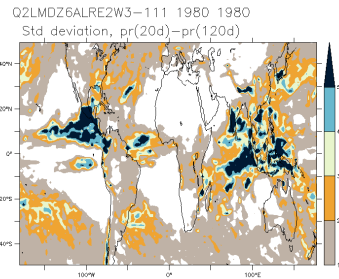 Q2LMDZ6ALRE2W3-111 1980 1980
Std deviation, pr(20d)-pr(120d)
40°N
20°N
0°
20°S
40°S
100°W
0°
100°E
5
4
3
2
1